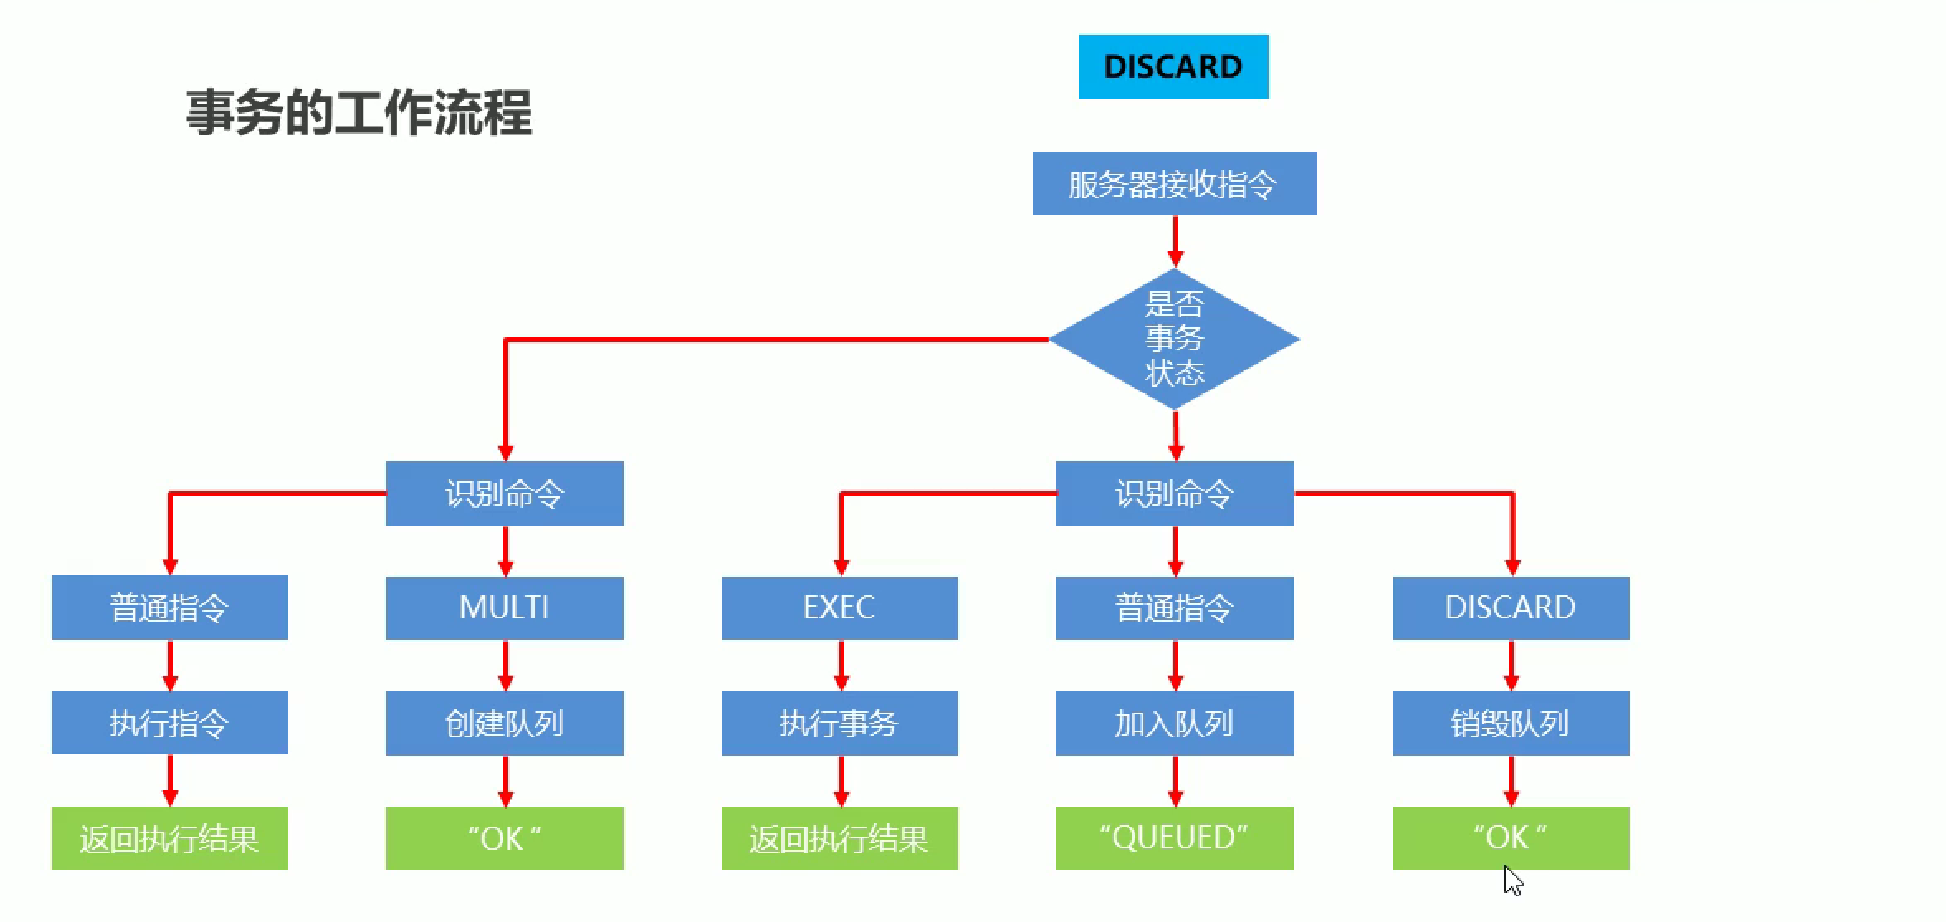 DISCARD
事务的工作流程
服务器接收指令
是否
事务
状态
识别命令
识别命令
普通指令
MULTI
EXEC
普通指令
DISCARD
执行指令
创建队列
执行事务
加入队列
销毁队列
返回执行结果
”OK “
返回执行结果
“QUEUED”
“OK ”